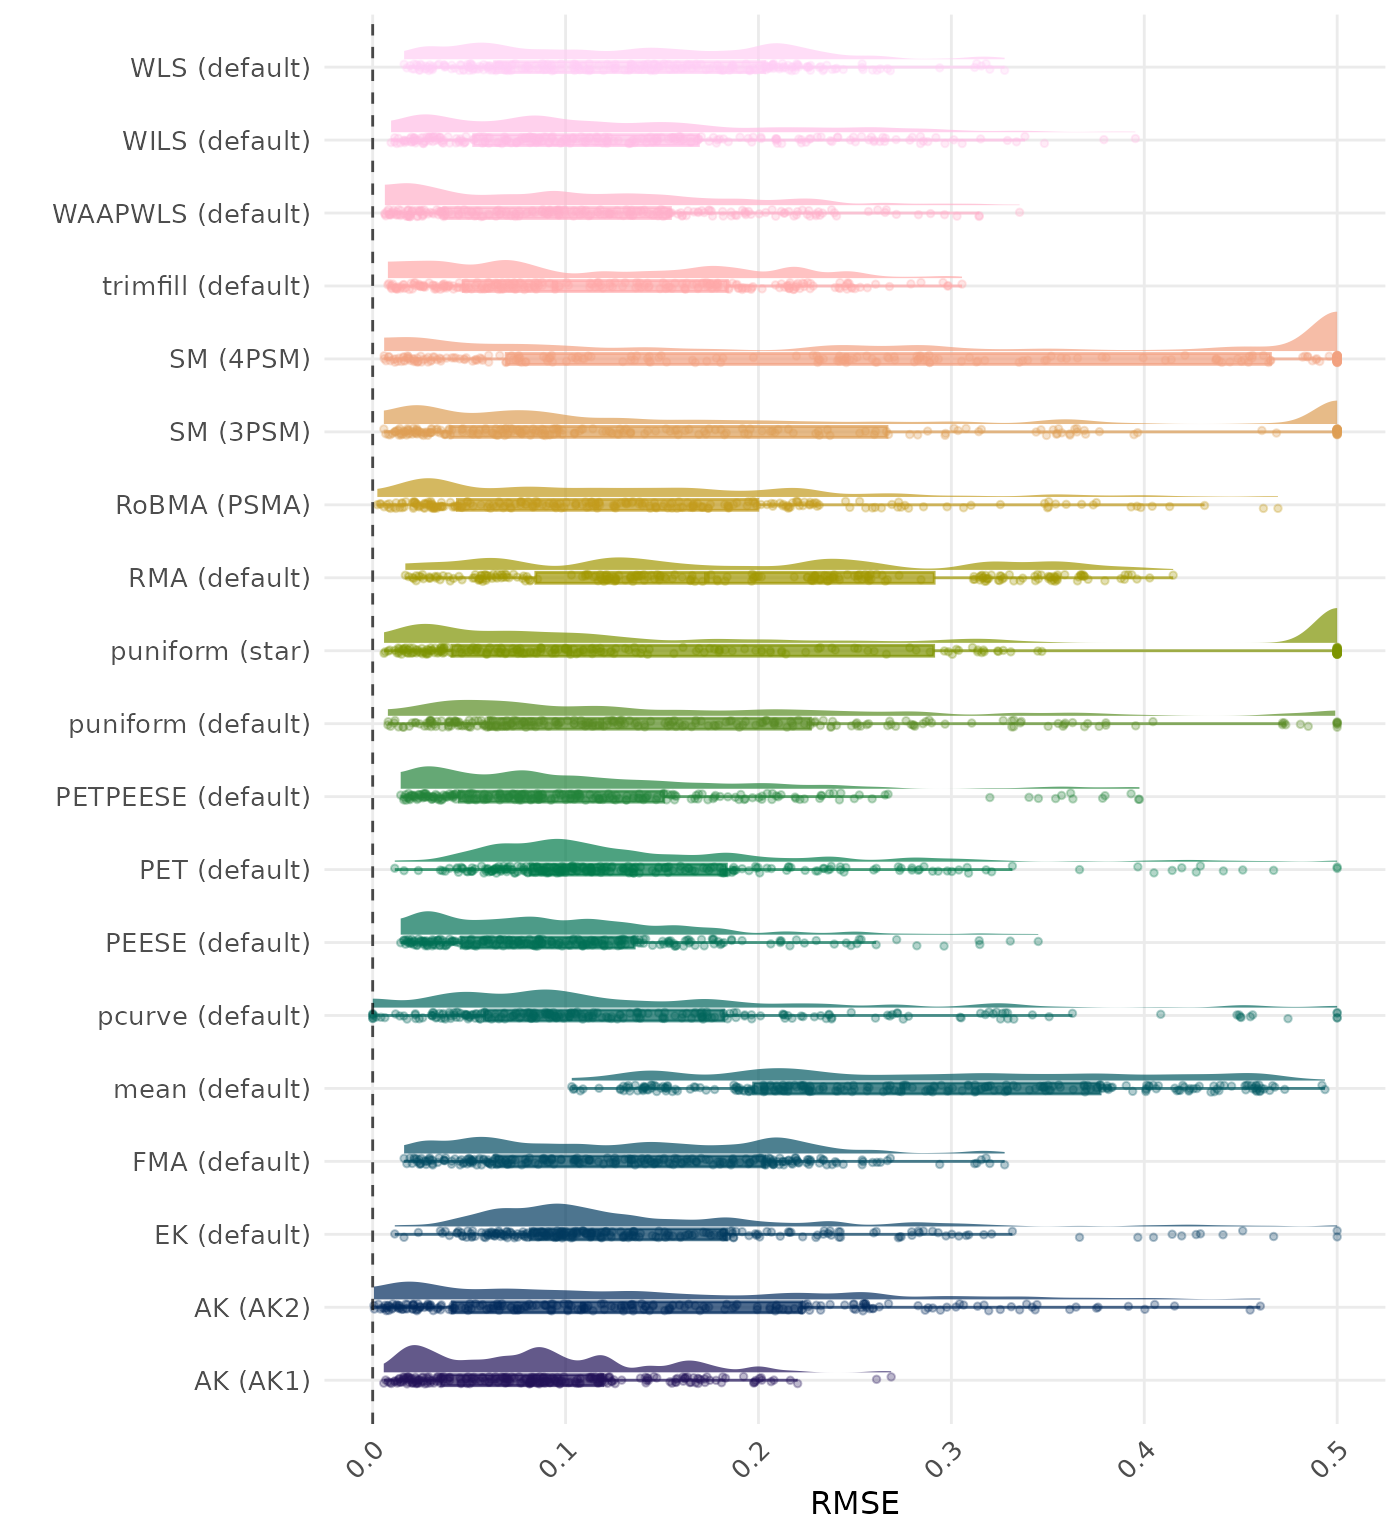 WLS (default)
WILS (default)
WAAPWLS (default)
trimfill (default)
SM (4PSM)
SM (3PSM)
RoBMA (PSMA)
RMA (default)
puniform (star)
puniform (default)
PETPEESE (default)
PET (default)
PEESE (default)
pcurve (default)
mean (default)
FMA (default)
EK (default)
AK (AK2)
AK (AK1)
0.0 0.1 0.2 0.3 0.4 0.5
RMSE